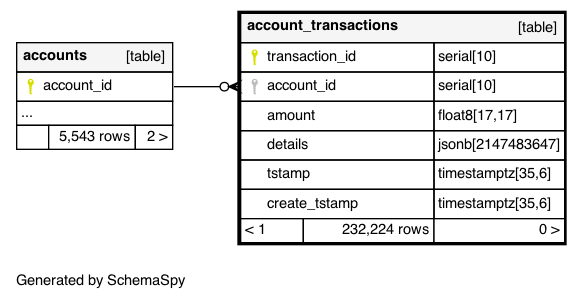 accounts [table]
account_id
...
5,543 rows 2 >
account_transactions [table]
transaction_id serial[10]
account_id serial[10]
amount float8[17,17]
details jsonb[2147483647]
tstamp timestamptz[35,6]
create_tstamp timestamptz[35,6]
< 1 232,224 rows 0 >
Generated by SchemaSpy